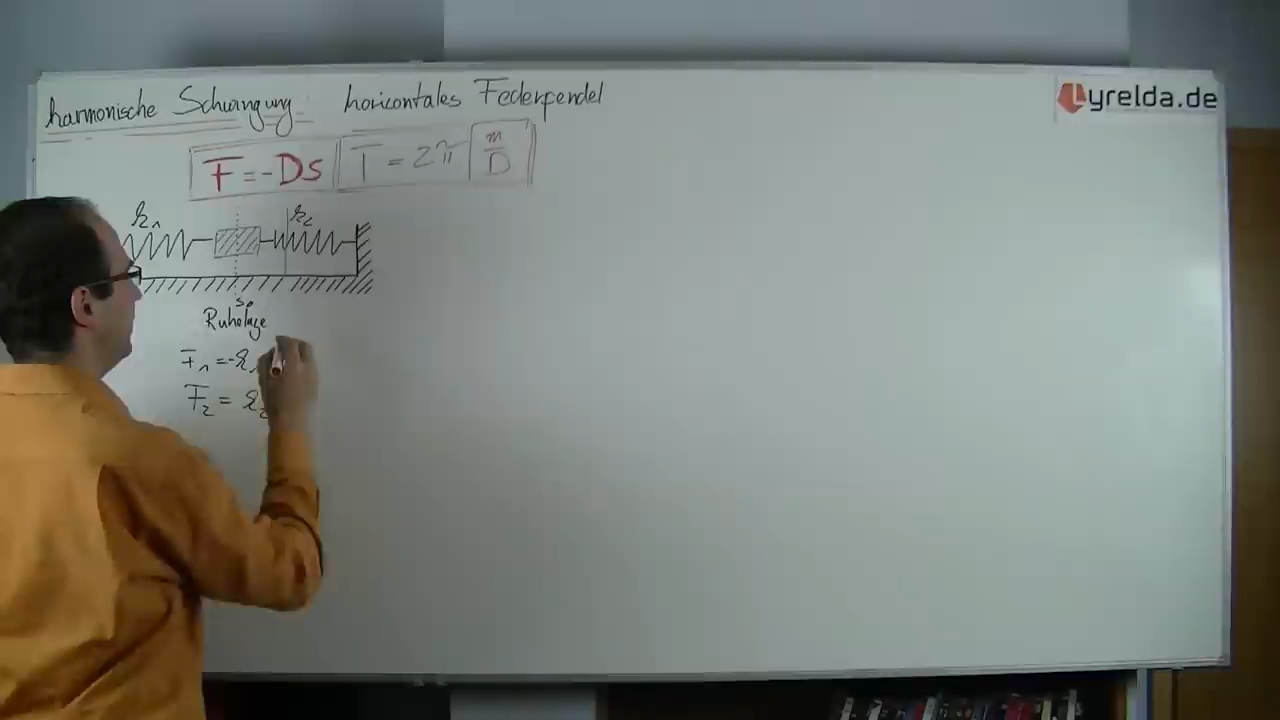 harmonische Schwingung horizontales Federpendel
Lyrelda.de
F = -Ds T = 2π m/D
k₁ k₂
s₀
Ruhelage
F₁ = -k₁
F₂ = k₂